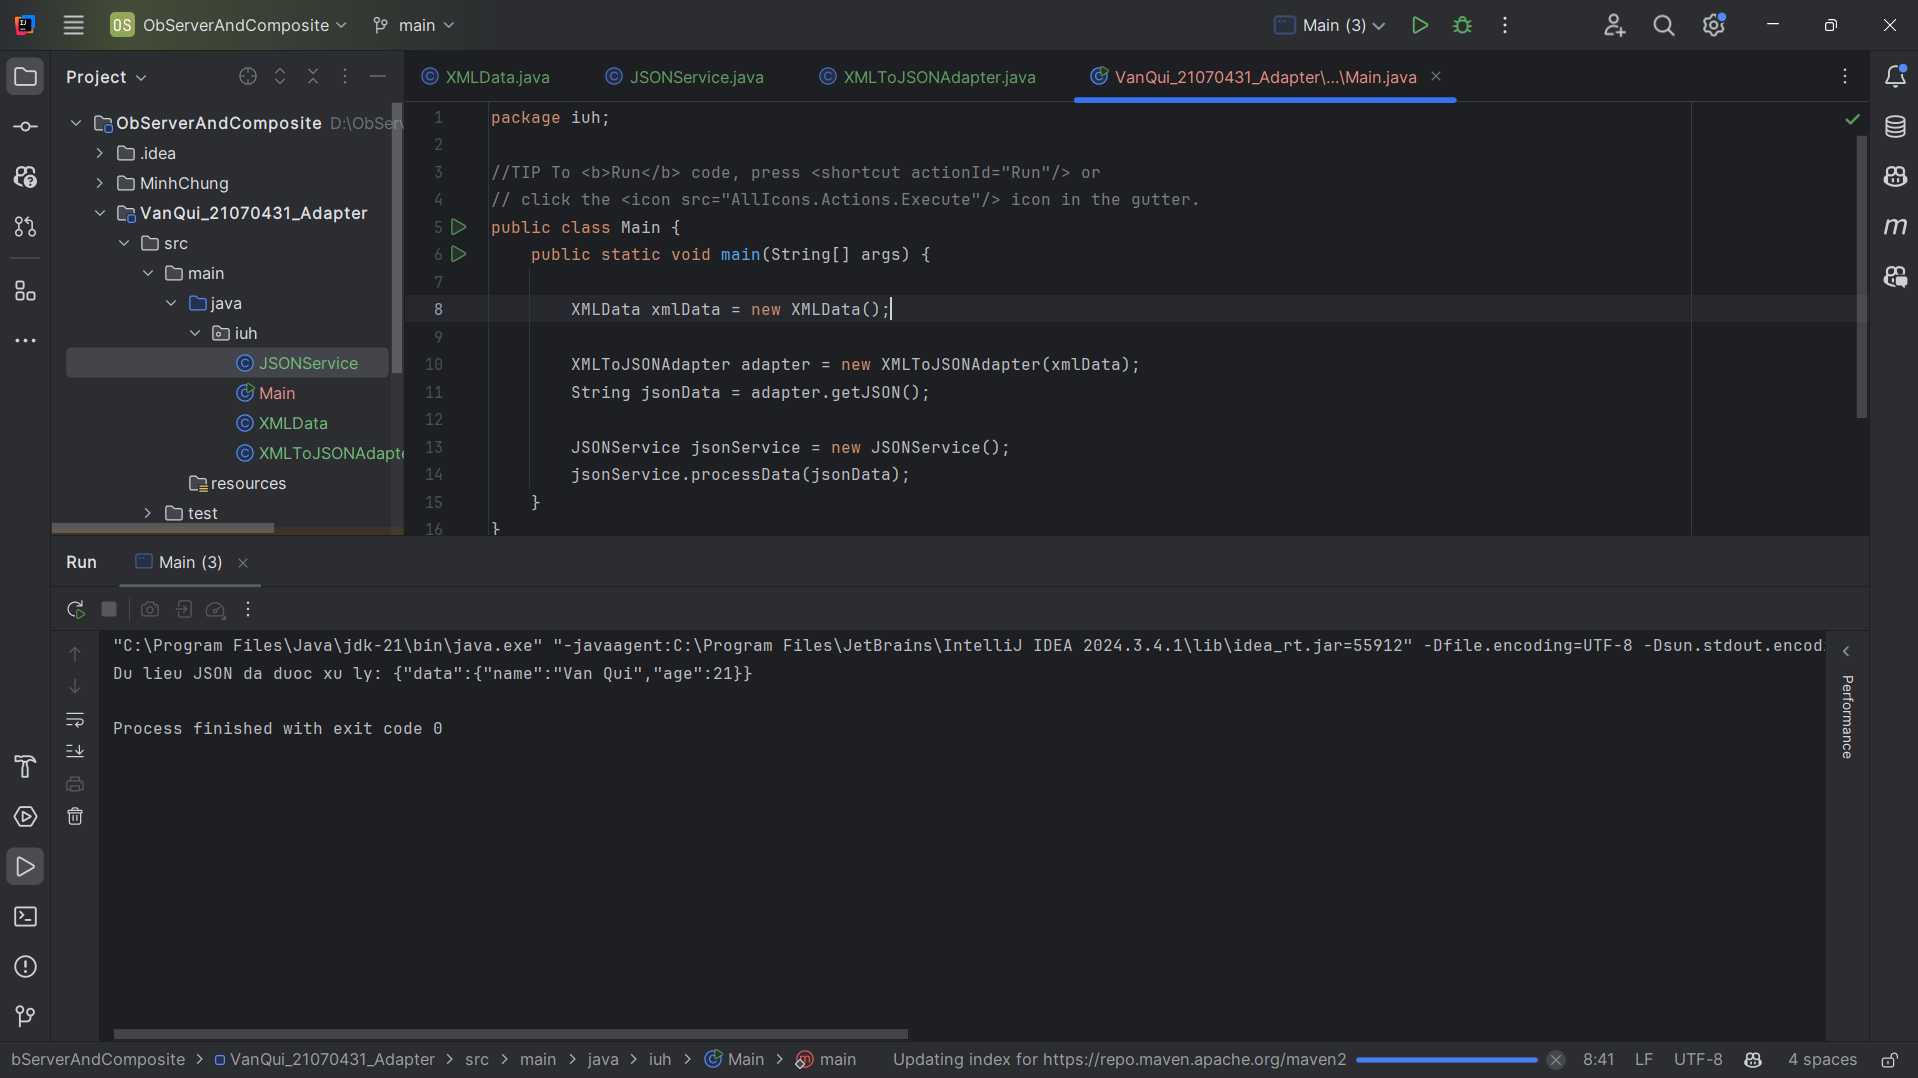 OS ObServerAndComposite main Main (3)
Project
ObServerAndComposite D:\ObServ
.idea
MinhChung
VanQui_21070431_Adapter
src
main
java
iuh
JSONService
Main
XMLData
XMLToJSONAdapte
resources
test
XMLData.java JSONService.java XMLToJSONAdapter.java VanQui_21070431_Adapter\...\Main.java
1 package iuh;
2
3 //TIP To <b>Run</b> code, press <shortcut actionId="Run"/> or
4 // click the <icon src="AllIcons.Actions.Execute"/> icon in the gutter.
5 public class Main {
6 public static void main(String[] args) {
7
8 XMLData xmlData = new XMLData();
9
10 XMLToJSONAdapter adapter = new XMLToJSONAdapter(xmlData);
11 String jsonData = adapter.getJSON();
12
13 JSONService jsonService = new JSONService();
14 jsonService.processData(jsonData);
15 }
16 }
Run Main (3)
"C:\Program Files\Java\jdk-21\bin\java.exe" "-javaagent:C:\Program Files\JetBrains\IntelliJ IDEA 2024.3.4.1\lib\idea_rt.jar=55912" -Dfile.encoding=UTF-8 -Dsun.stdout.encodi
Du lieu JSON da duoc xu ly: {"data":{"name":"Van Qui","age":21}}
Process finished with exit code 0
Performance
bServerAndComposite > VanQui_21070431_Adapter > src > main > java > iuh > Main > main Updating index for https://repo.maven.apache.org/maven2 8:41 LF UTF-8 4 spaces